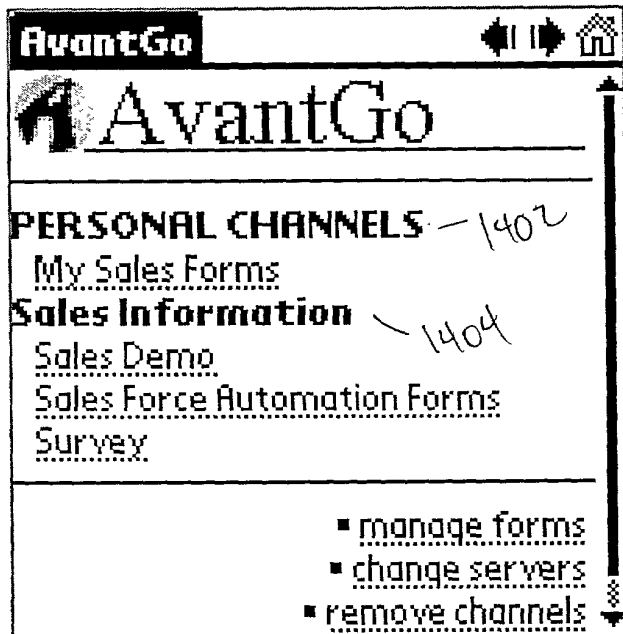 AvantGo
AvantGo
PERSONAL CHANNELS - 1402
My Sales Forms
Sales Information 1404
Sales Demo
Sales Force Automation Forms
Survey
manage forms
change servers
remove channels